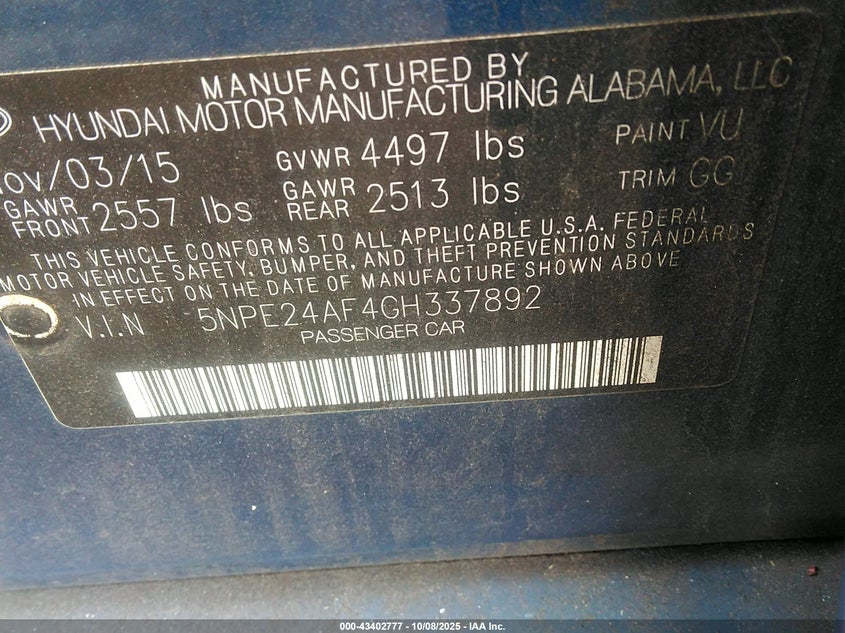 MANUFACTURED BY
HYUNDAI MOTOR MANUFACTURING ALABAMA, LLC
Nov/03/15 GVWR 4497 lbs PAINT VU
GAWR FRONT 2557 lbs GAWR REAR 2513 lbs TRIM GG
THIS VEHICLE CONFORMS TO ALL APPLICABLE U.S.A. FEDERAL
MOTOR VEHICLE SAFETY, BUMPER, AND THEFT PREVENTION STANDARDS
IN EFFECT ON THE DATE OF MANUFACTURE SHOWN ABOVE
V.I.N 5NPE24AF4GH337892
PASSENGER CAR
000-43402777 - 10/08/2025 - IAA Inc.